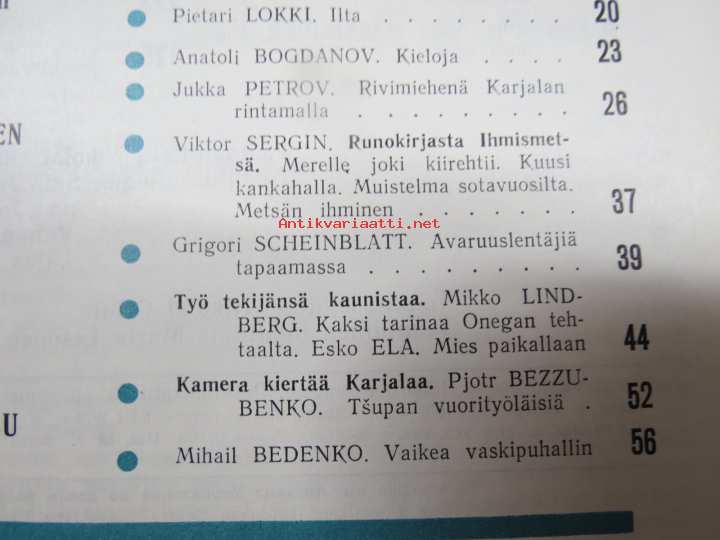 Pietari LOKKI. Ilta . . . . . . . . 20
Anatoli BOGDANOV. Kieloja . . . . 23
Jukka PETROV. Rivimiehenä Karjalan
rintamalla . . . . . . . . . 26
EN
Viktor SERGIN. Runokirjasta Ihmismet-
sä. Merelle joki kiirehtii. Kuusi
kankahalla. Muistelma sotavuosilta.
Metsän ihminen . . . . . . . 37
Antikvariaatti.net
Grigori SCHEINBLATT. Avaruuslentäjiä
tapaamassa . . . . . . . . . 39
Työ tekijänsä kaunistaa. Mikko LIND-
BERG. Kaksi tarinaa Onegan teh-
taalta. Esko ELA. Mies paikallaan 44
Kamera kiertää Karjalaa. Pjotr BEZZU-
BENKO. Tšupan vuorityöläisiä . 52
U
Mihail BEDENKO. Vaikea vaskipuhallin 56